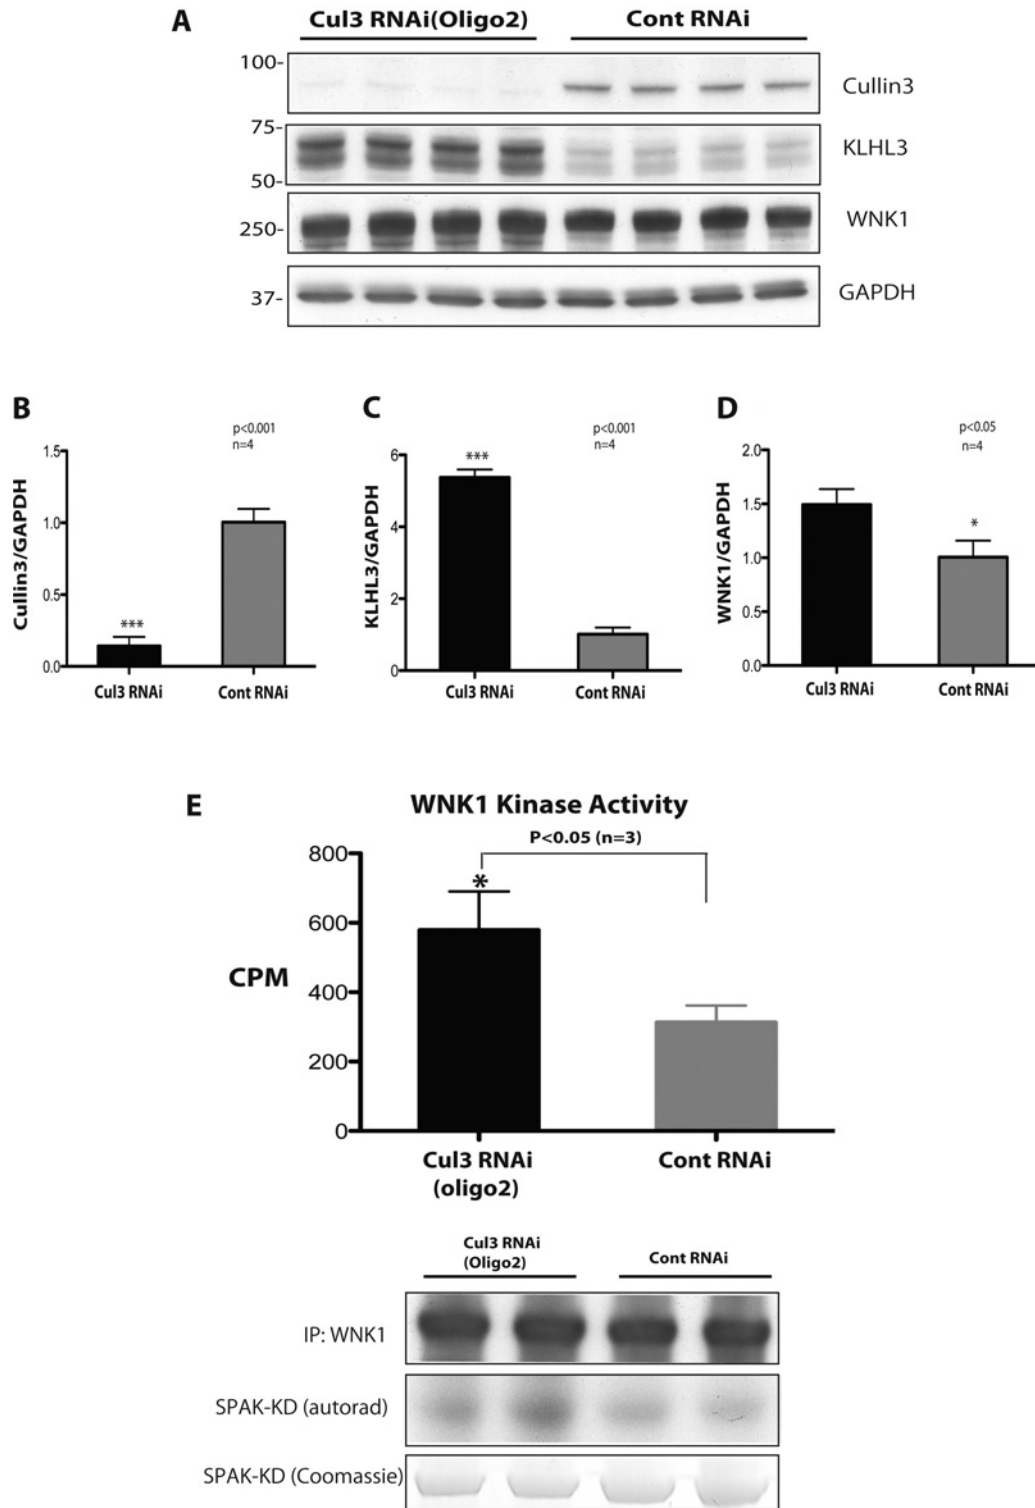 A
Cul3 RNAi(Oligo2) Cont RNAi
100-
Cullin3
75-
KLHL3
50-
WNK1
250-
37-
GAPDH
B
p<0.001
n=4
Cullin3/GAPDH
1.5
1.0
0.5
0.0
***
Cul3 RNAi Cont RNAi
C
p<0.001
n=4
KLHL3/GAPDH
6
4
2
0
***
Cul3 RNAi Cont RNAi
D
p<0.05
n=4
WNK1/GAPDH
2.0
1.5
1.0
0.5
0.0
*
Cul3 RNAi Cont RNAi
E
WNK1 Kinase Activity
P<0.05 (n=3)
CPM
800
600
400
200
0
*
Cul3 RNAi
(oligo2)
Cont RNAi
Cul3 RNAi
(Oligo2)
Cont RNAi
IP: WNK1
SPAK-KD (autorad)
SPAK-KD (Coomassie)